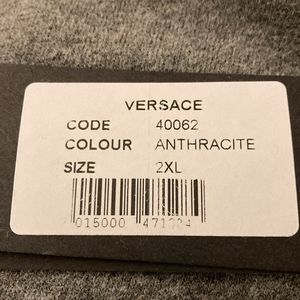 VERSACE
CODE 40062
COLOUR ANTHRACITE
SIZE 2XL
015000